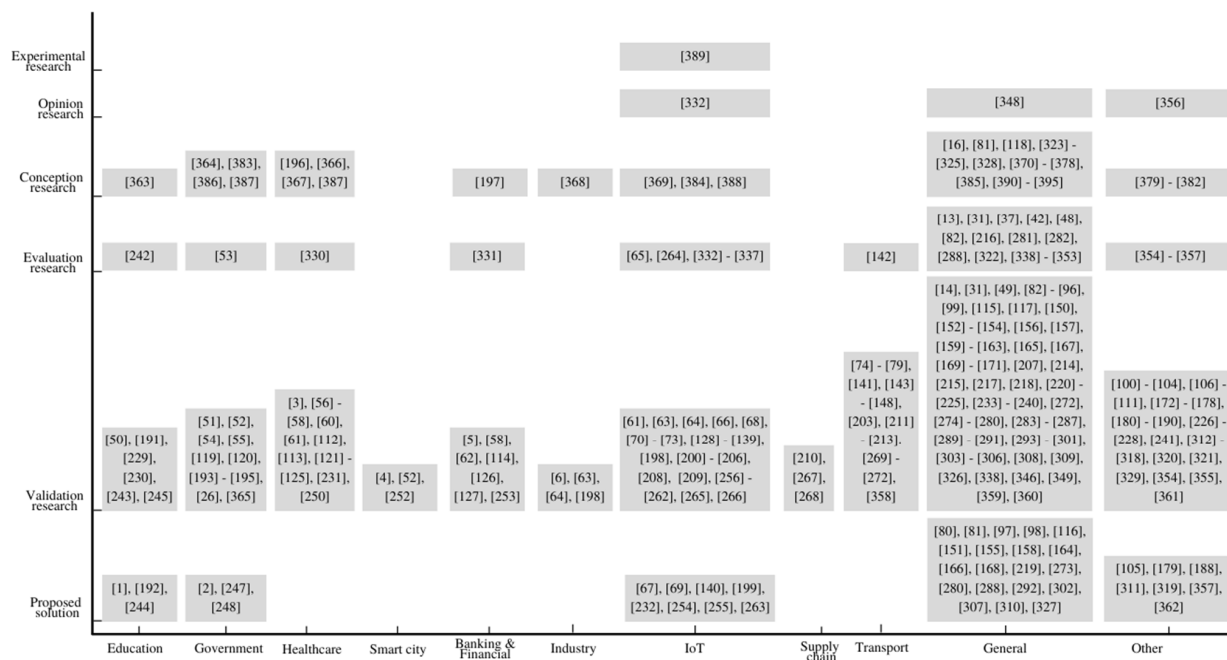 Experimental
research
[389]
Opinion
research
[332]
[348]
[356]
Conception
research
[363]
[364], [383],
[386], [387]
[196], [366],
[367], [387]
[197]
[368]
[369], [384], [388]
[16], [81], [118], [323] -
[325], [328], [370] - [378],
[385], [390] - [395]
[379] - [382]
Evaluation
research
[242]
[53]
[330]
[331]
[65], [264], [332] - [337]
[142]
[13], [31], [37], [42], [48],
[82], [216], [281], [282],
[288], [322], [338] - [353]
[354] - [357]
Validation
research
[50], [191],
[229],
[230],
[243], [245]
[51], [52],
[54], [55],
[119], [120],
[193] - [195],
[26], [365]
[3], [56] -
[58], [60],
[61], [112],
[113], [121] -
[125], [231],
[250]
[4], [52],
[252]
[5], [58],
[62], [114],
[126],
[127], [253]
[6], [63],
[64], [198]
[61], [63], [64], [66], [68],
[70] - [73], [128] - [139],
[198], [200] - [206],
[208], [209], [256] -
[262], [265], [266]
[210],
[267],
[268]
[74] - [79],
[141], [143]
- [148],
[203], [211]
- [213].
[269] -
[272],
[358]
[14], [31], [49], [82] - [96],
[99], [115], [117], [150],
[152] - [154], [156], [157],
[159] - [163], [165], [167],
[169] - [171], [207], [214],
[215], [217], [218], [220] -
[225], [233] - [240], [272],
[274] - [280], [283] - [287],
[289] - [291], [293] - [301],
[303] - [306], [308], [309],
[326], [338], [346], [349],
[359], [360]
[100] - [104], [106] -
[111], [172] - [178],
[180] - [190], [226] -
[228], [241], [312] -
[318], [320], [321],
[329], [354], [355],
[361]
Proposed
solution
[1], [192],
[244]
[2], [247],
[248]
[67], [69], [140], [199],
[232], [254], [255], [263]
[80], [81], [97], [98], [116],
[151], [155], [158], [164],
[166], [168], [219], [273],
[280], [288], [292], [302],
[307], [310], [327]
[105], [179], [188],
[311], [319], [357],
[362]
Education
Government
Healthcare
Smart city
Banking &
Financial
Industry
IoT
Supply
chain
Transport
General
Other